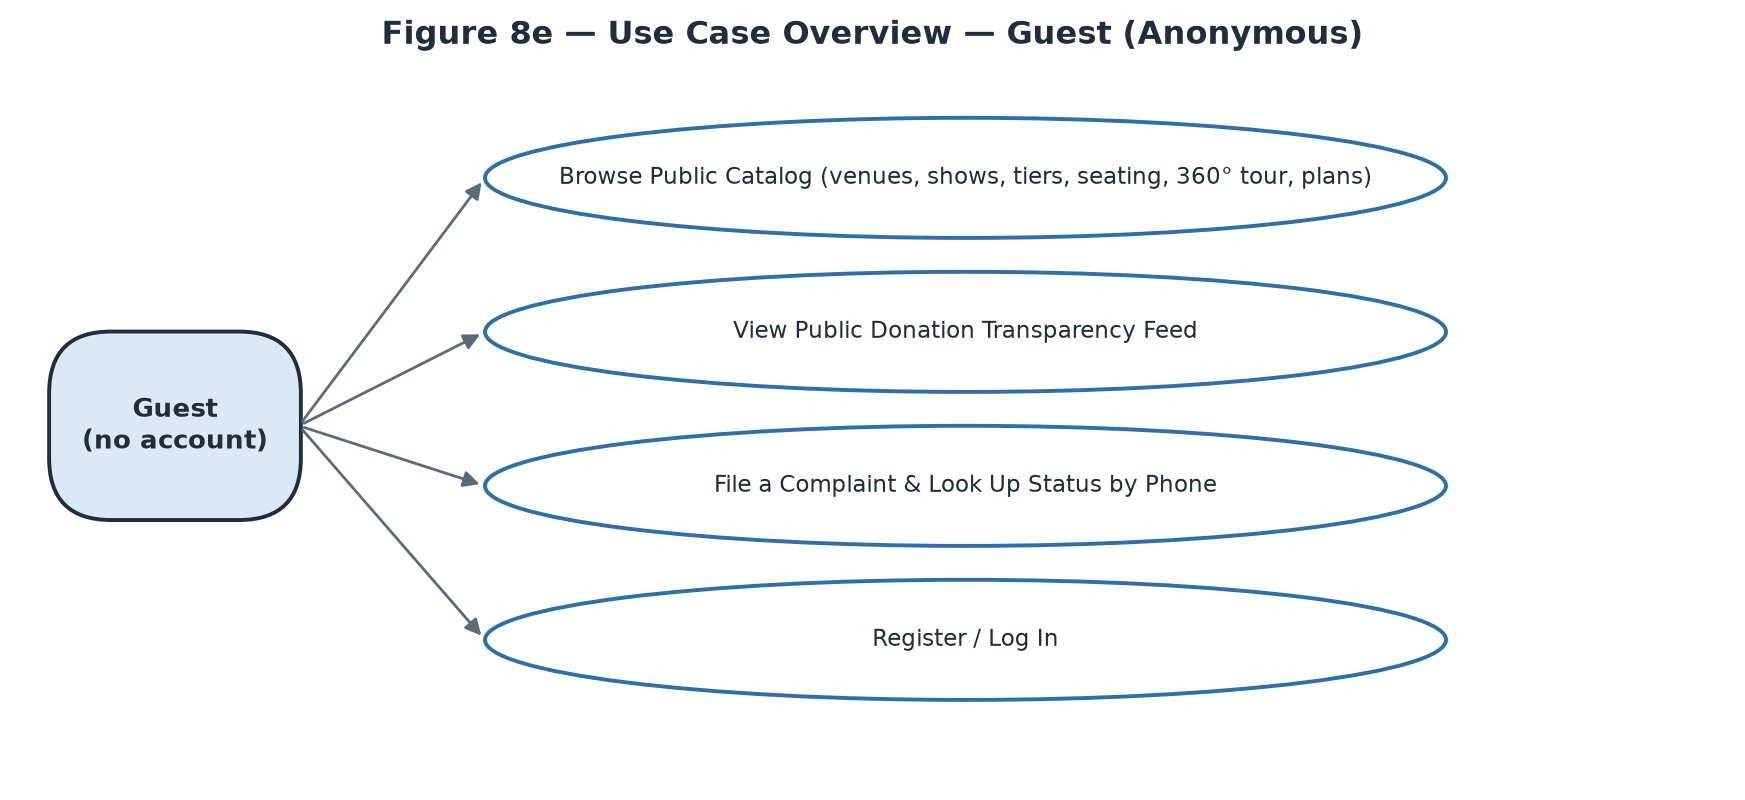 Figure 8e — Use Case Overview — Guest (Anonymous)
Browse Public Catalog (venues, shows, tiers, seating, 360° tour, plans)
View Public Donation Transparency Feed
Guest
(no account)
File a Complaint & Look Up Status by Phone
Register / Log In